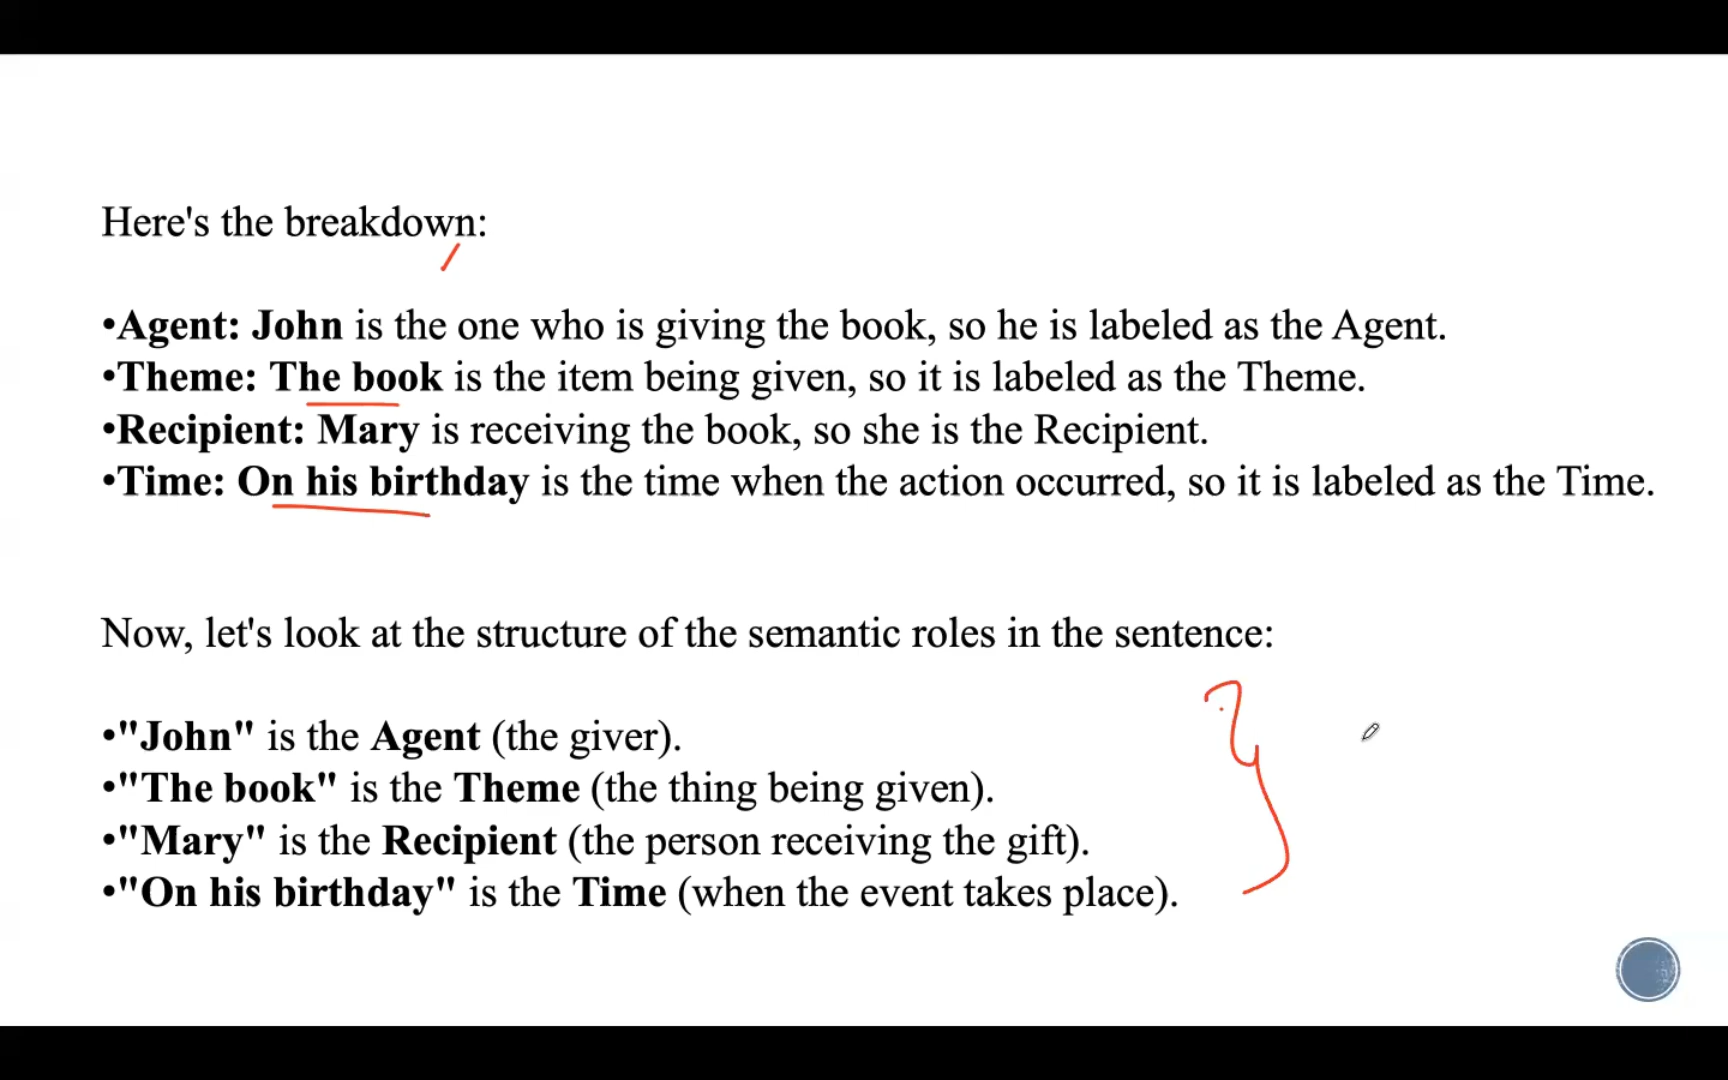 Here's the breakdown:
•Agent: John is the one who is giving the book, so he is labeled as the Agent.
•Theme: The book is the item being given, so it is labeled as the Theme.
•Recipient: Mary is receiving the book, so she is the Recipient.
•Time: On his birthday is the time when the action occurred, so it is labeled as the Time.
Now, let's look at the structure of the semantic roles in the sentence:
•"John" is the Agent (the giver).
•"The book" is the Theme (the thing being given).
•"Mary" is the Recipient (the person receiving the gift).
•"On his birthday" is the Time (when the event takes place).